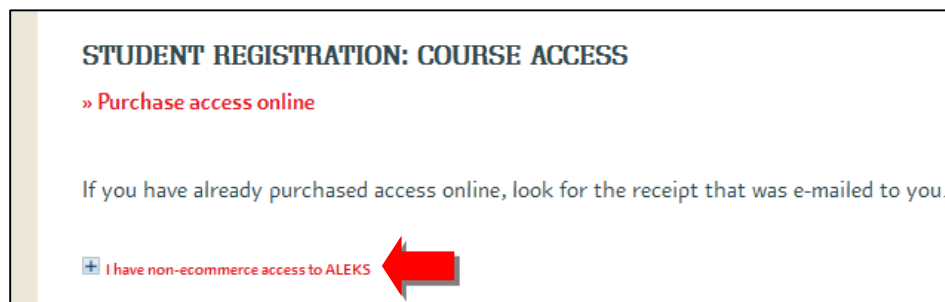 STUDENT REGISTRATION: COURSE ACCESS
» Purchase access online
If you have already purchased access online, look for the receipt that was e-mailed to you.
I have non-ecommerce access to ALEKS